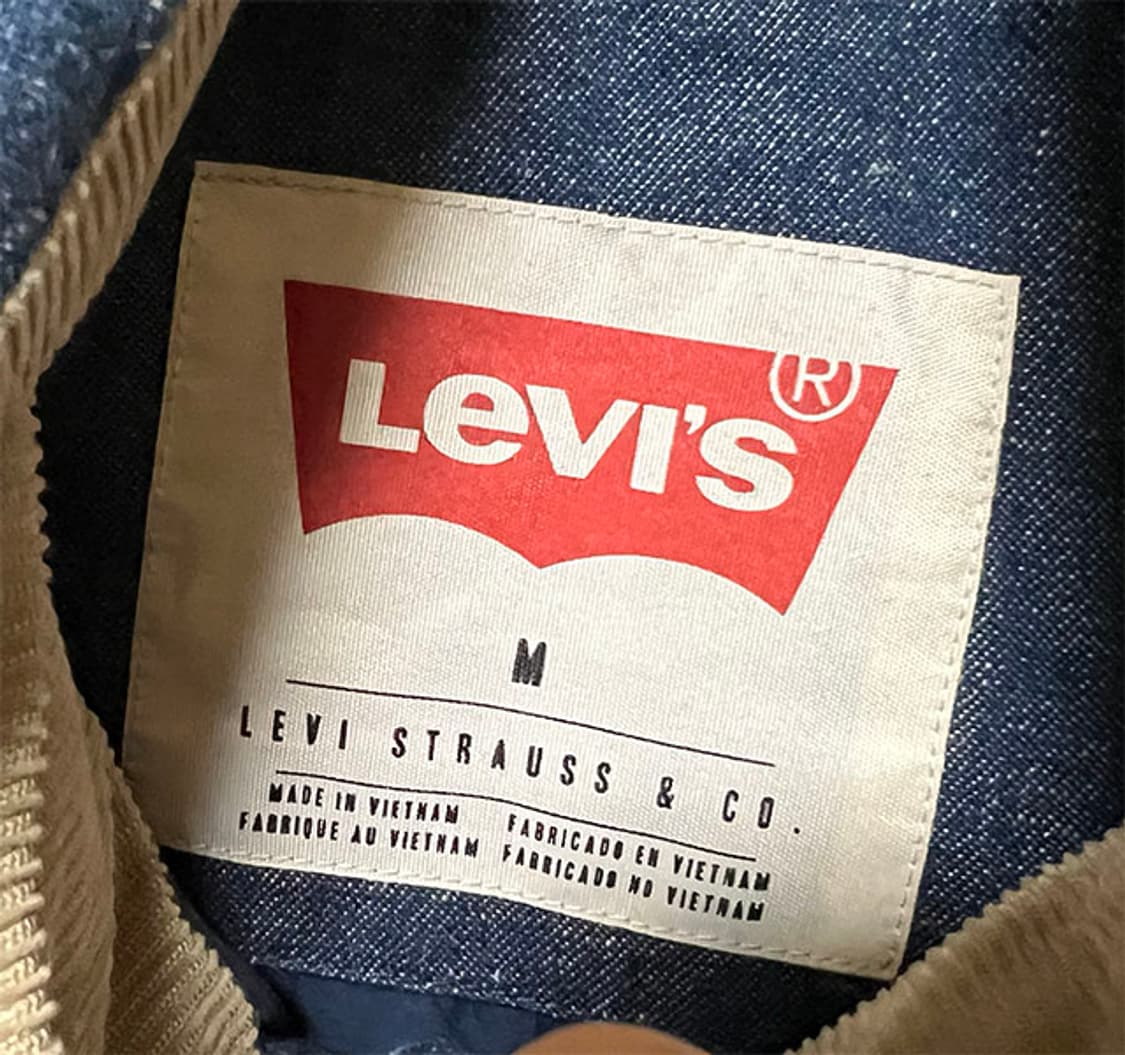 Levi's®
M
LEVI STRAUSS & CO.
MADE IN VIETNAM FABRICADO EN VIETNAM
FABRIQUE AU VIETNAM FABRICADO NO VIETNAM